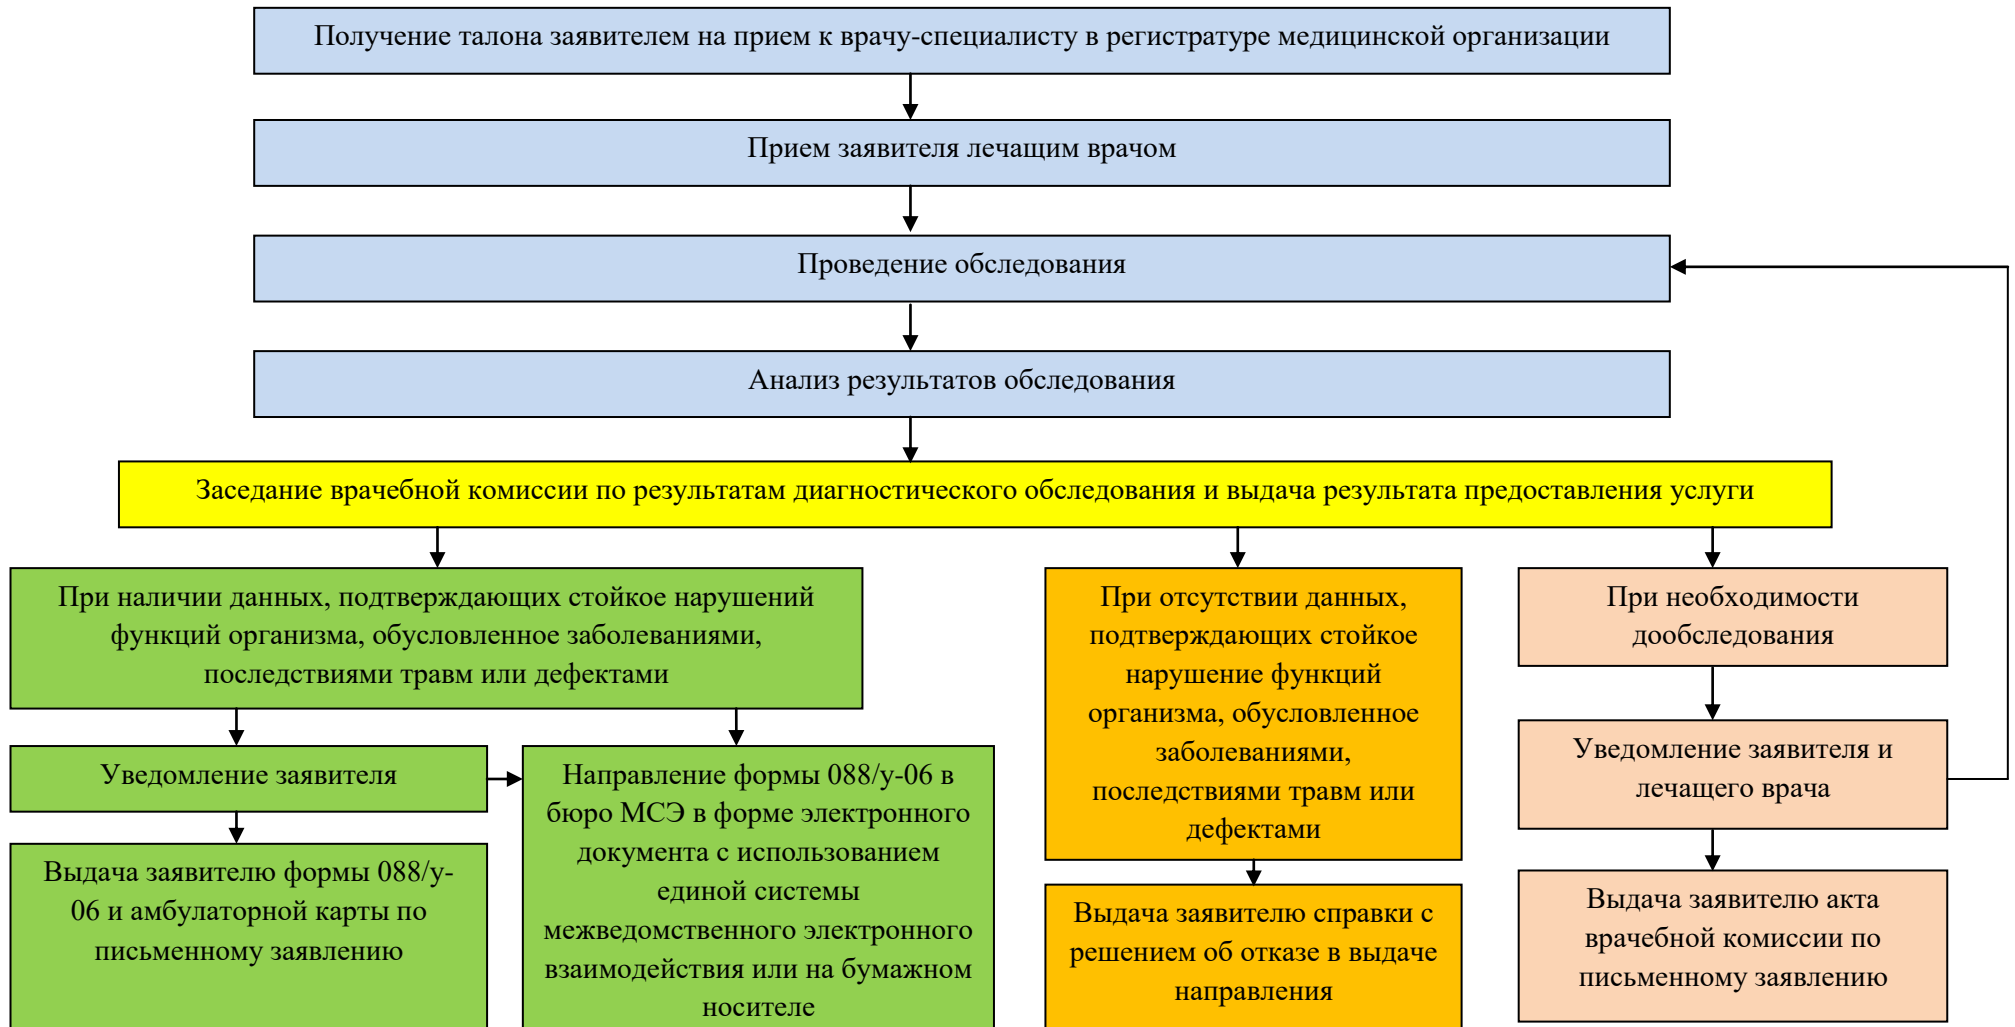 Получение талона заявителем на прием к врачу-специалисту в регистратуре медицинской организации
Прием заявителя лечащим врачом
Проведение обследования
Анализ результатов обследования
Заседание врачебной комиссии по результатам диагностического обследования и выдача результата предоставления услуги
При наличии данных, подтверждающих стойкое нарушений
функций организма, обусловленное заболеваниями,
последствиями травм или дефектами
Уведомление заявителя
Выдача заявителю формы 088/у-
06 и амбулаторной карты по
письменному заявлению
Направление формы 088/у-06 в
бюро МСЭ в форме электронного
документа с использованием
единой системы
межведомственного электронного
взаимодействия или на бумажном
носителе
При отсутствии данных,
подтверждающих стойкое
нарушение функций
организма, обусловленное
заболеваниями,
последствиями травм или
дефектами
Выдача заявителю справки с
решением об отказе в выдаче
направления
При необходимости
дообследования
Уведомление заявителя и
лечащего врача
Выдача заявителю акта
врачебной комиссии по
письменному заявлению